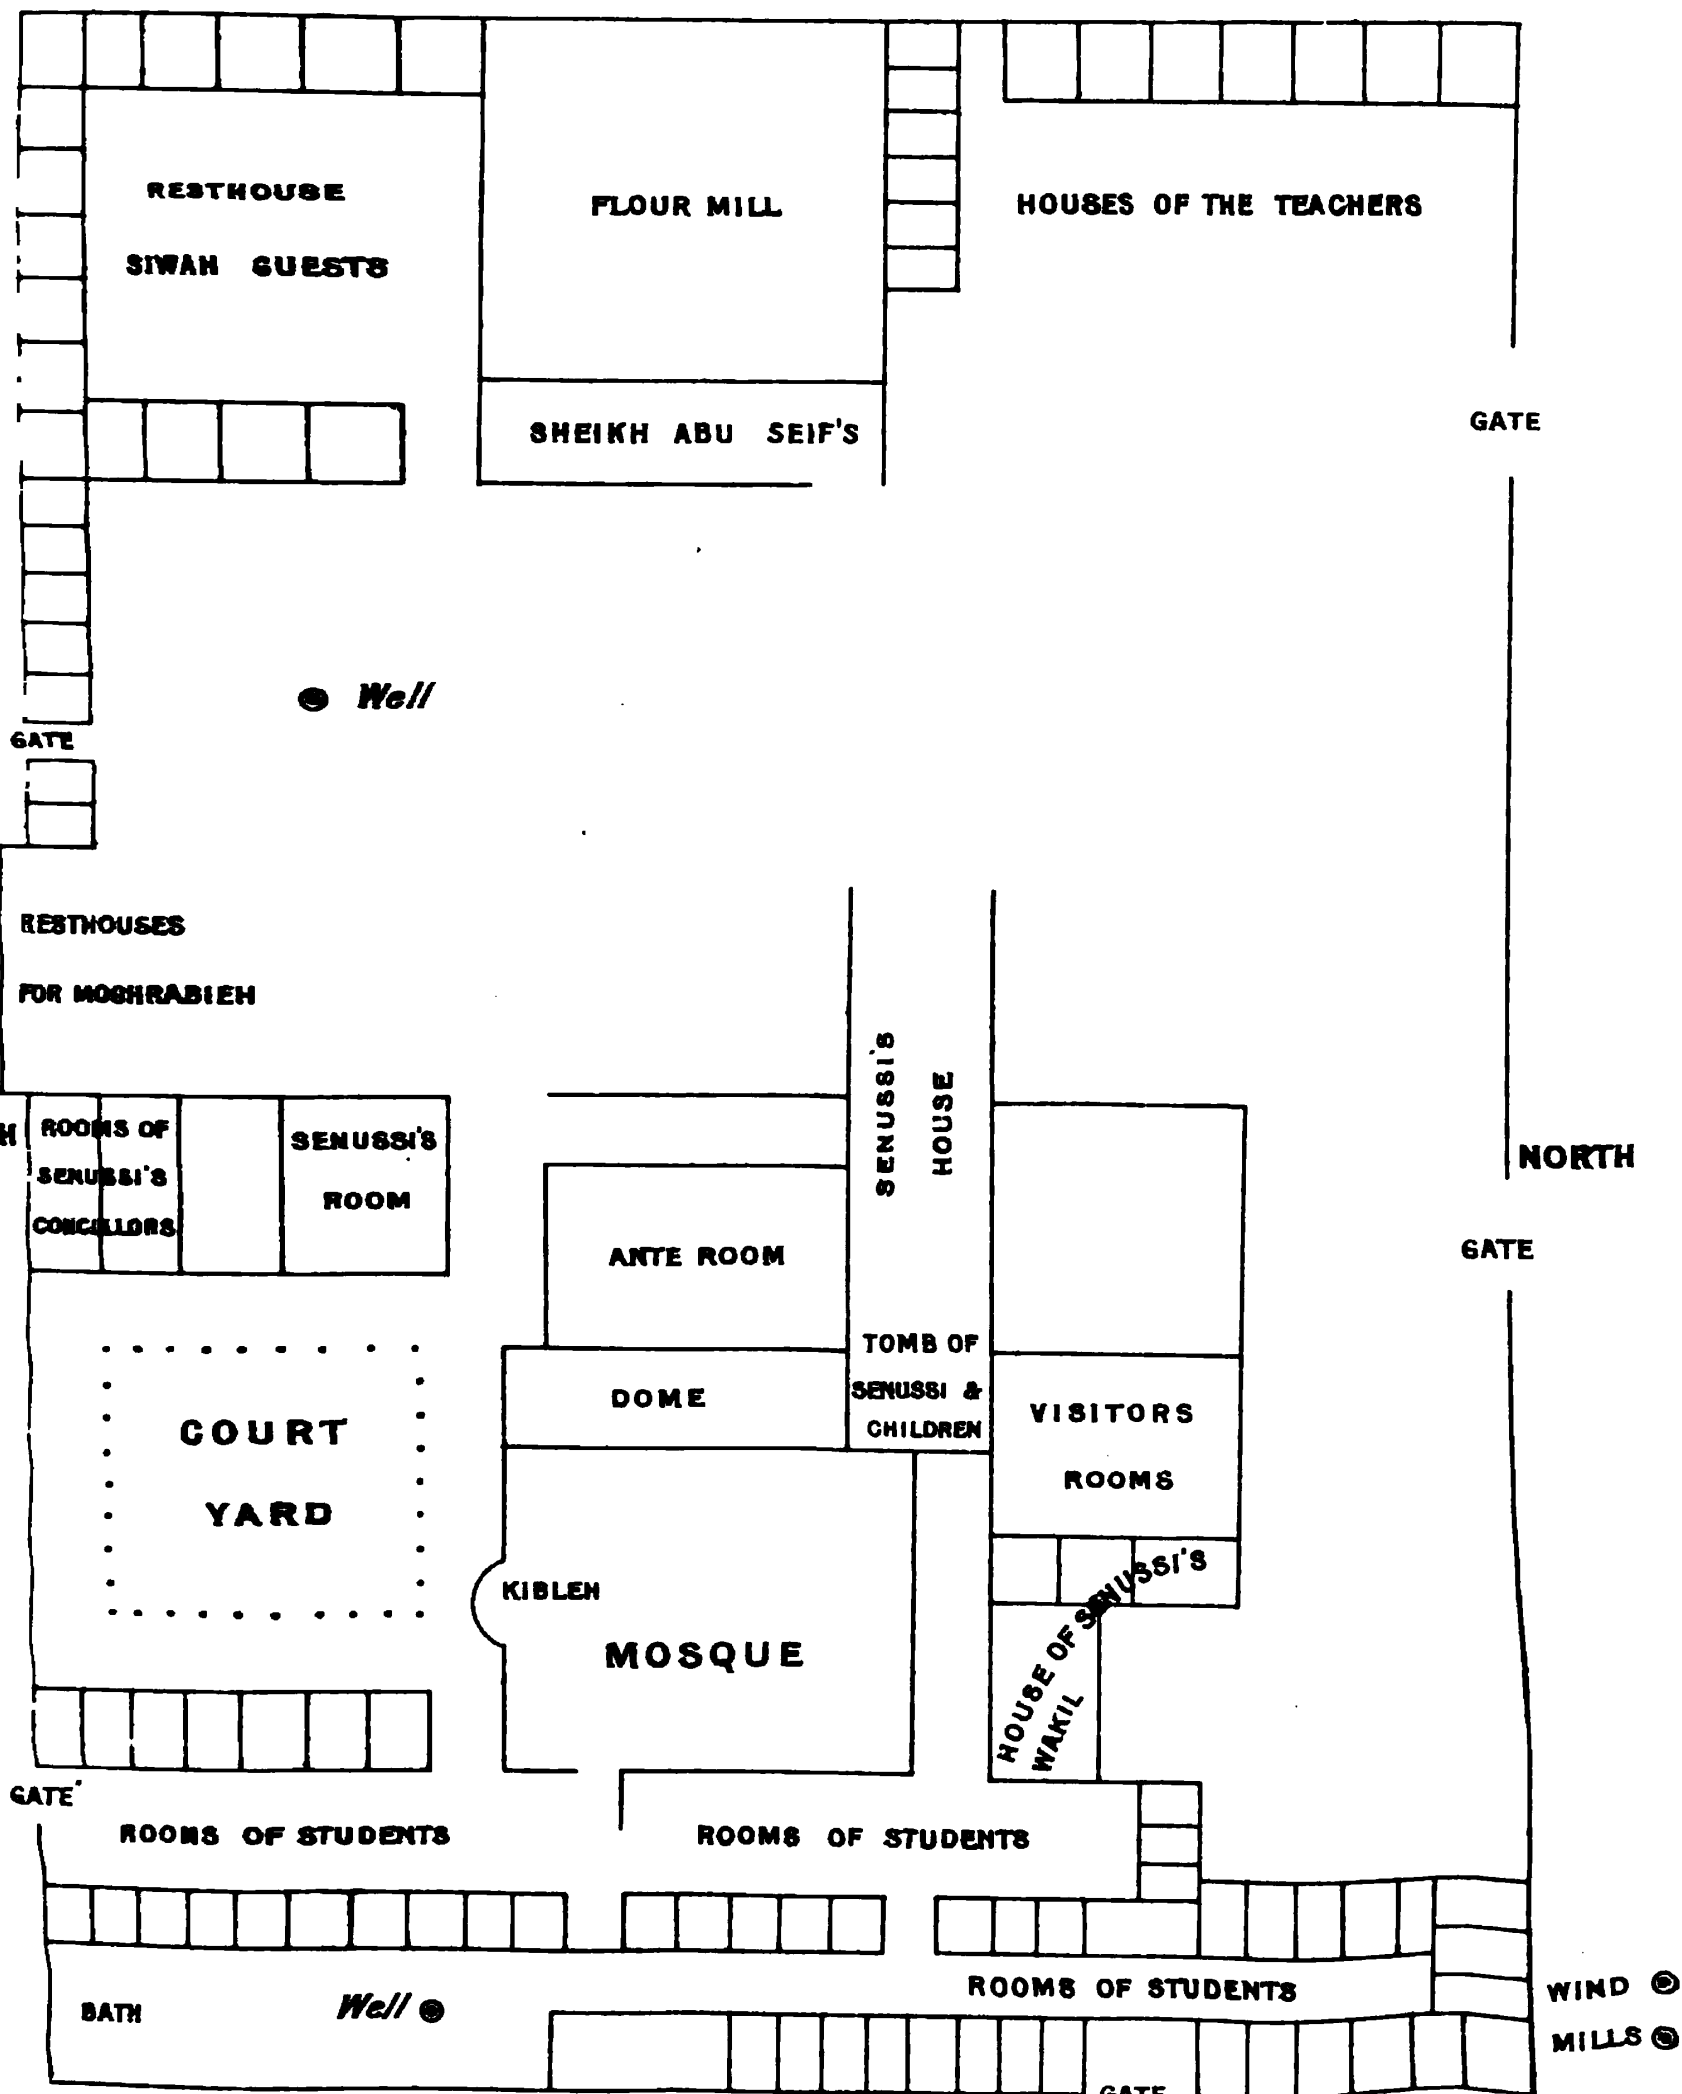 RESTHOUSE
SIWAH GUESTS
FLOUR MILL
HOUSES OF THE TEACHERS
SHEIKH ABU SEIF'S
GATE
Well
GATE
RESTHOUSES
FOR MOGHRABIEH
SENUSSI'S
HOUSE
H
ROOMS OF
SENUSSI'S
CONCILLORS
SENUSSI'S
ROOM
NORTH
GATE
ANTE ROOM
TOMB OF
SENUSSI &
CHILDREN
DOME
VISITORS
ROOMS
COURT
YARD
KIBLEH
MOSQUE
HOUSE OF SENUSSI'S
WAKIL
GATE
ROOMS OF STUDENTS
ROOMS OF STUDENTS
ROOMS OF STUDENTS
BATH
Well
WIND
MILLS
GATE